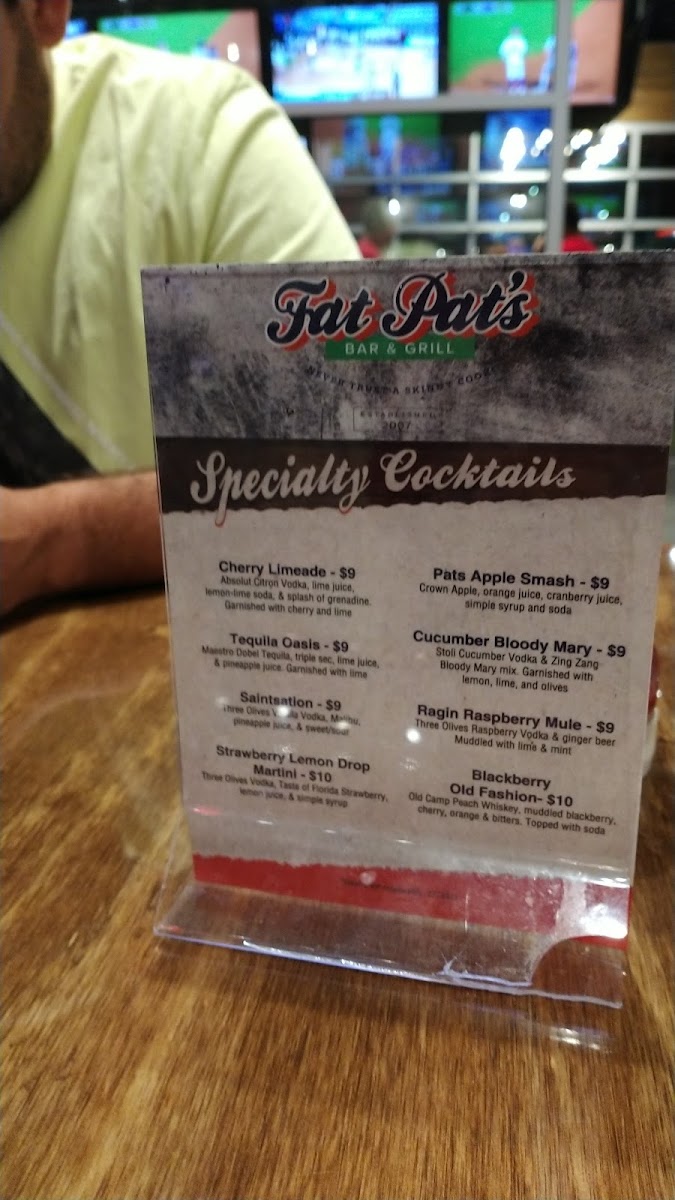 Fat Pat's
BAR & GRILL
NEVER TRUST A SKINNY COOK
ESTABLISHED
2007
Specialty Cocktails
Cherry Limeade - $9
Absolut Citron Vodka, lime juice,
lemon-lime soda, & splash of grenadine.
Garnished with cherry and lime
Tequila Oasis - $9
Maestro Dobel Tequila, triple sec, lime juice,
& pineapple juice. Garnished with lime
Saintsation - $9
Three Olives Vanilla Vodka, Malibu,
pineapple juice, & sweet/sour
Strawberry Lemon Drop
Martini - $10
Three Olives Vodka, Taste of Florida Strawberry,
lemon juice, & simple syrup
Pats Apple Smash - $9
Crown Apple, orange juice, cranberry juice,
simple syrup and soda
Cucumber Bloody Mary - $9
Stoli Cucumber Vodka & Zing Zang
Bloody Mary mix. Garnished with
lemon, lime, and olives
Ragin Raspberry Mule - $9
Three Olives Raspberry Vodka & ginger beer
Muddled with lime & mint
Blackberry
Old Fashion- $10
Old Camp Peach Whiskey, muddled blackberry,
cherry, orange & bitters. Topped with soda